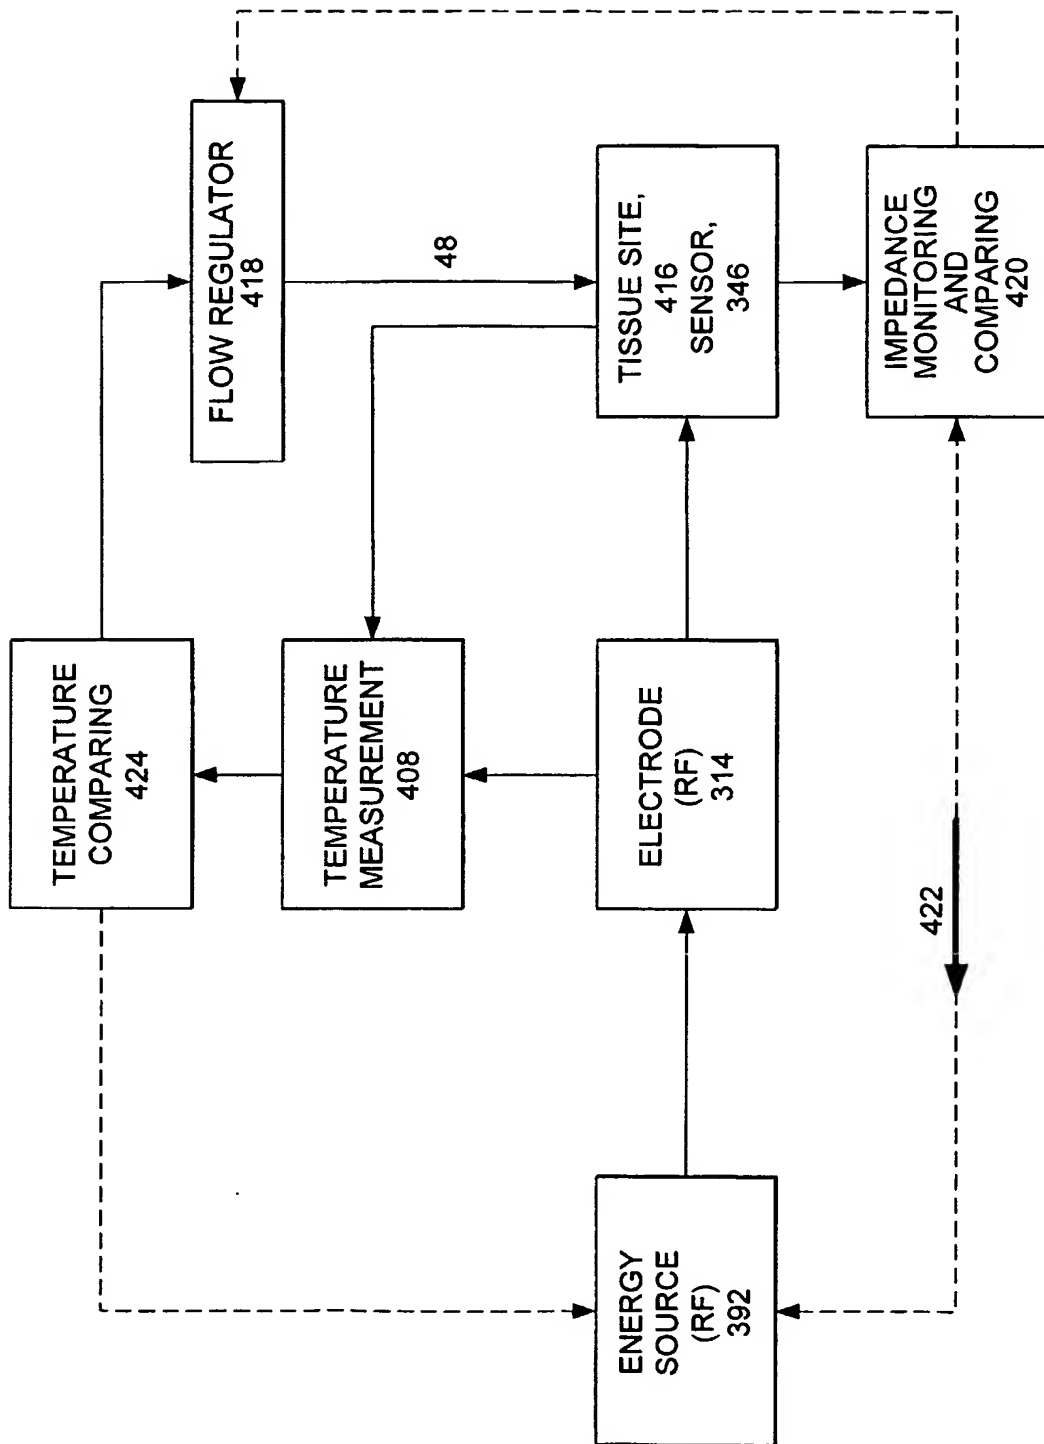 TEMPERATURE
COMPARING
424
FLOW REGULATOR
418
TEMPERATURE
MEASUREMENT
408
48
ENERGY
SOURCE
(RF)
392
ELECTRODE
(RF)
314
TISSUE SITE,
416
SENSOR,
346
422
IMPEDANCE
MONITORING
AND
COMPARING
420